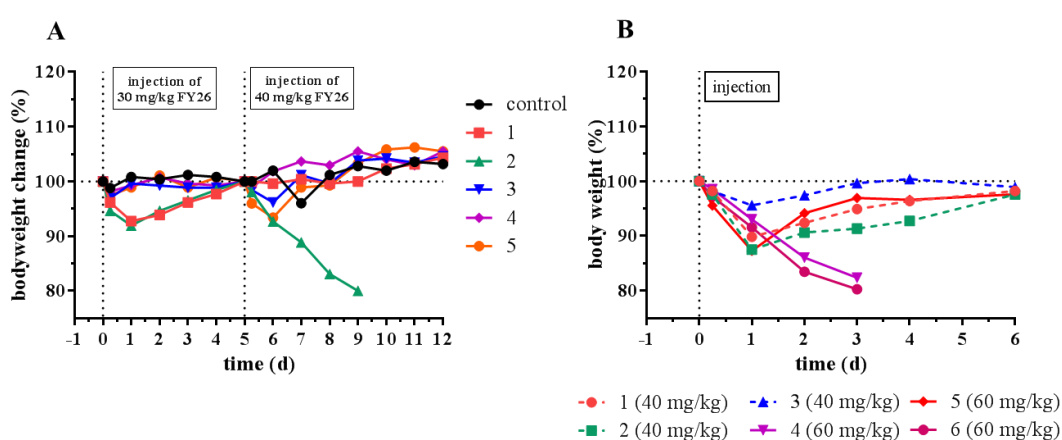 A
bodyweight change (%)
120
110
100
90
80
injection of
30 mg/kg FY26
injection of
40 mg/kg FY26
-1 0 1 2 3 4 5 6 7 8 9 10 11 12
time (d)
control
1
2
3
4
5
B
body weight (%)
120
110
100
90
80
injection
-1 0 1 2 3 4 5 6
time (d)
1 (40 mg/kg) 3 (40 mg/kg) 5 (60 mg/kg)
2 (40 mg/kg) 4 (60 mg/kg) 6 (60 mg/kg)